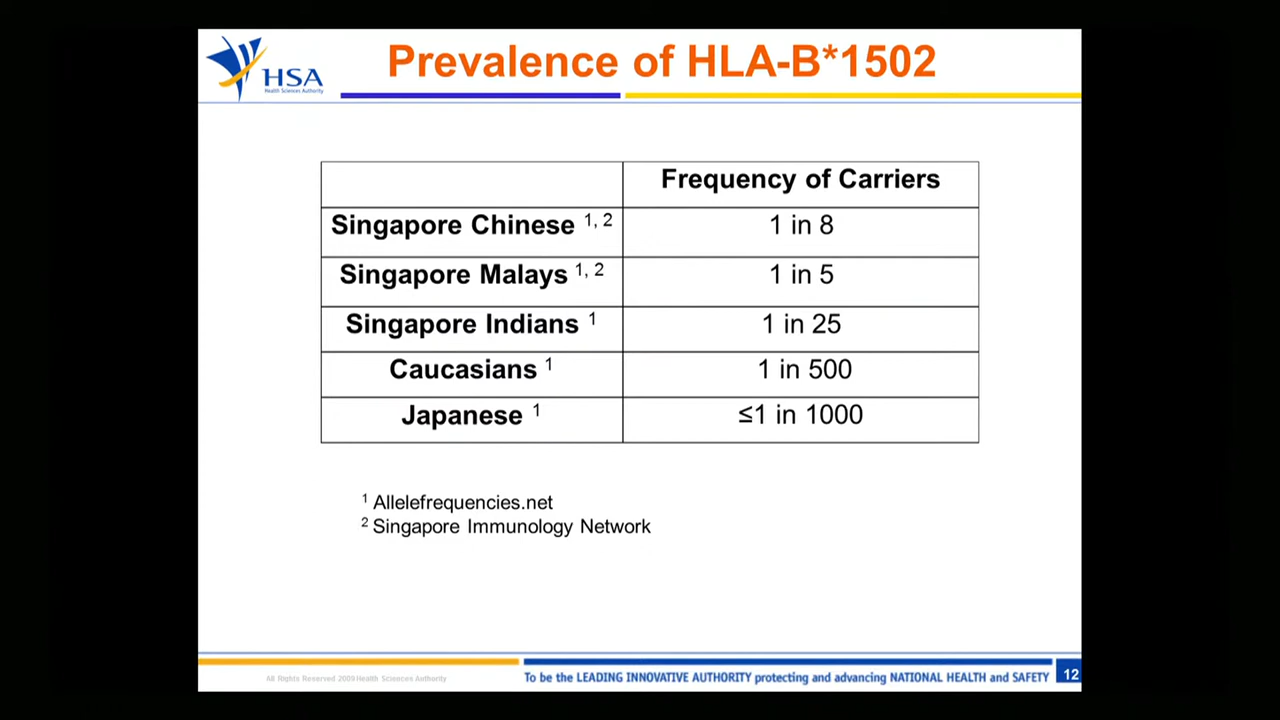 HSA
Health Sciences Authority
Prevalence of HLA-B*1502
Frequency of Carriers
Singapore Chinese 1, 2 1 in 8
Singapore Malays 1, 2 1 in 5
Singapore Indians 1 1 in 25
Caucasians 1 1 in 500
Japanese 1 ≤1 in 1000
1 Allelefrequencies.net
2 Singapore Immunology Network
All Rights Reserved 2009 Health Sciences Authority
To be the LEADING INNOVATIVE AUTHORITY protecting and advancing NATIONAL HEALTH and SAFETY
12